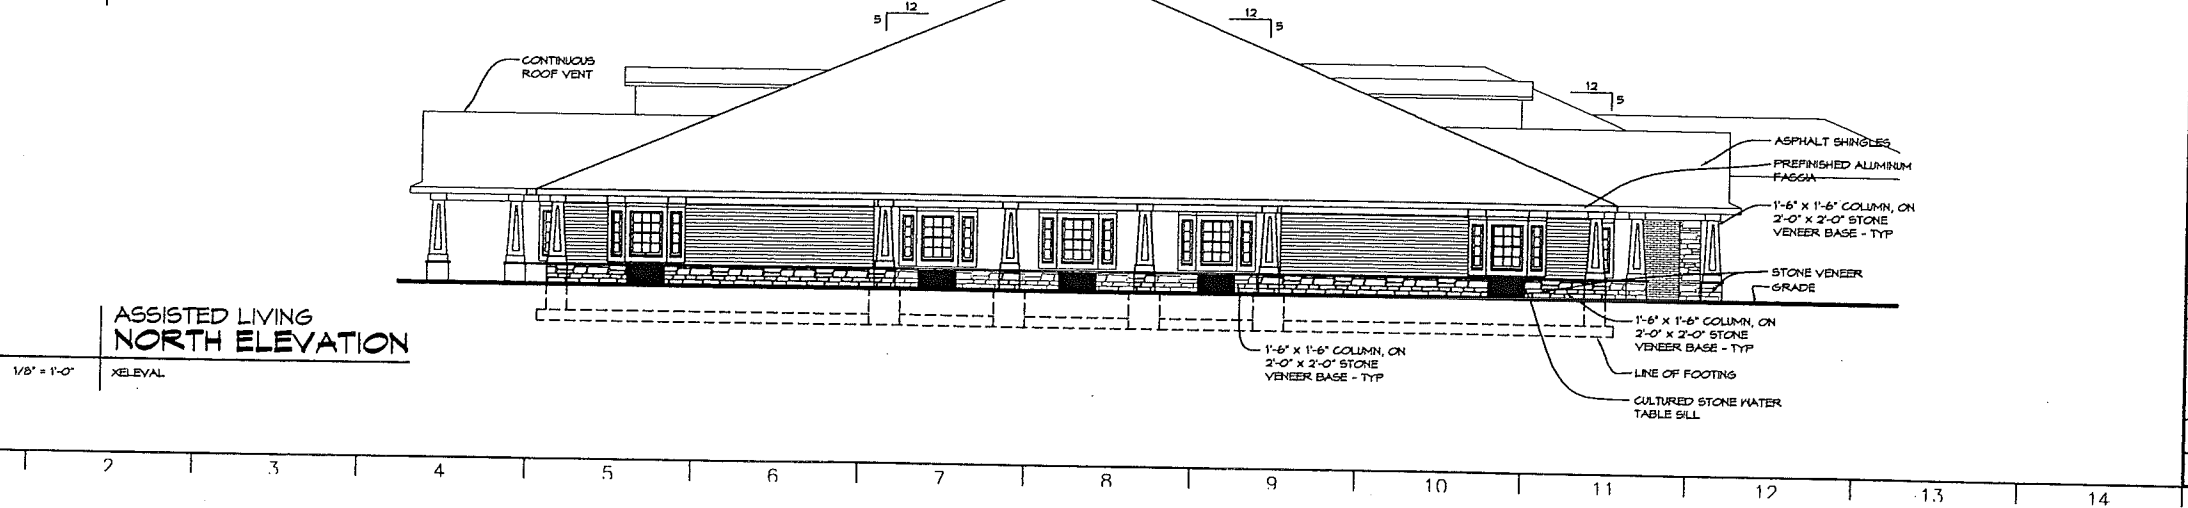 12
5
12
5
CONTINUOUS
ROOF VENT
12
5
ASPHALT SHINGLES
PREFINISHED ALUMINUM
FASCIA
1'-6" X 1'-6" COLUMN, ON
2'-0" X 2'-0" STONE
VENEER BASE - TYP
STONE VENEER
GRADE
ASSISTED LIVING
NORTH ELEVATION
1/8" = 1'-0"
XELEVAL
1'-6" X 1'-6" COLUMN, ON
2'-0" X 2'-0" STONE
VENEER BASE - TYP
1'-6" X 1'-6" COLUMN, ON
2'-0" X 2'-0" STONE
VENEER BASE - TYP
LINE OF FOOTING
CULTURED STONE WATER
TABLE SILL
2 3 4 5 6 7 8 9 10 11 12 13 14